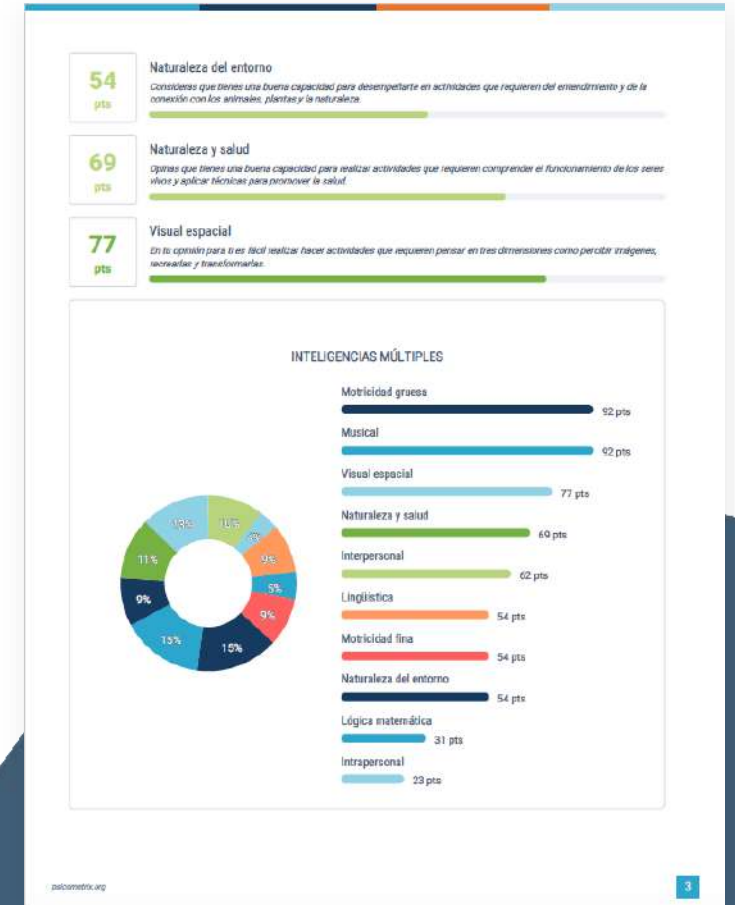 54
pts
Naturaleza del entorno
Consideras que tienes una buena capacidad para desempeñarte en actividades que requieren del entendimiento y de la
conexión con los animales, plantas y la naturaleza.
69
pts
Naturaleza y salud
Opinas que tienes una buena capacidad para realizar actividades que requieren comprender el funcionamiento de los seres
vivos y aplicar técnicas para promover la salud.
77
pts
Visual espacial
En tu opinión para ti es fácil realizar hacer actividades que requieren pensar en tres dimensiones como percibir imágenes,
recrearlas y transformarlas.
INTELIGENCIAS MÚLTIPLES
Motricidad gruesa
92 pts
Musical
92 pts
Visual espacial
77 pts
Naturaleza y salud
69 pts
Interpersonal
62 pts
Lingüística
54 pts
Motricidad fina
54 pts
Naturaleza del entorno
54 pts
Lógica matemática
31 pts
Intrapersonal
23 pts
13%
10%
9%
5%
9%
15%
15%
9%
11%
psicometrix.org
3